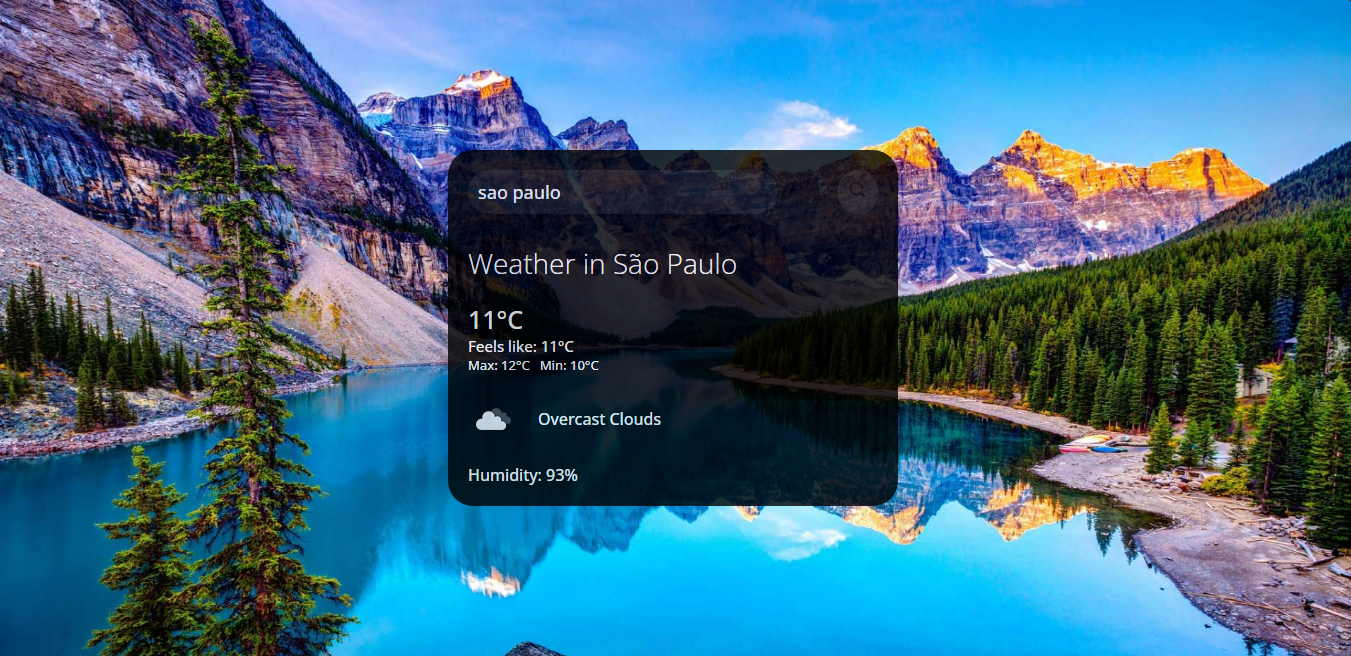 sao paulo
Weather in São Paulo
11°C
Feels like: 11°C
Max: 12°C Min: 10°C
Overcast Clouds
Humidity: 93%